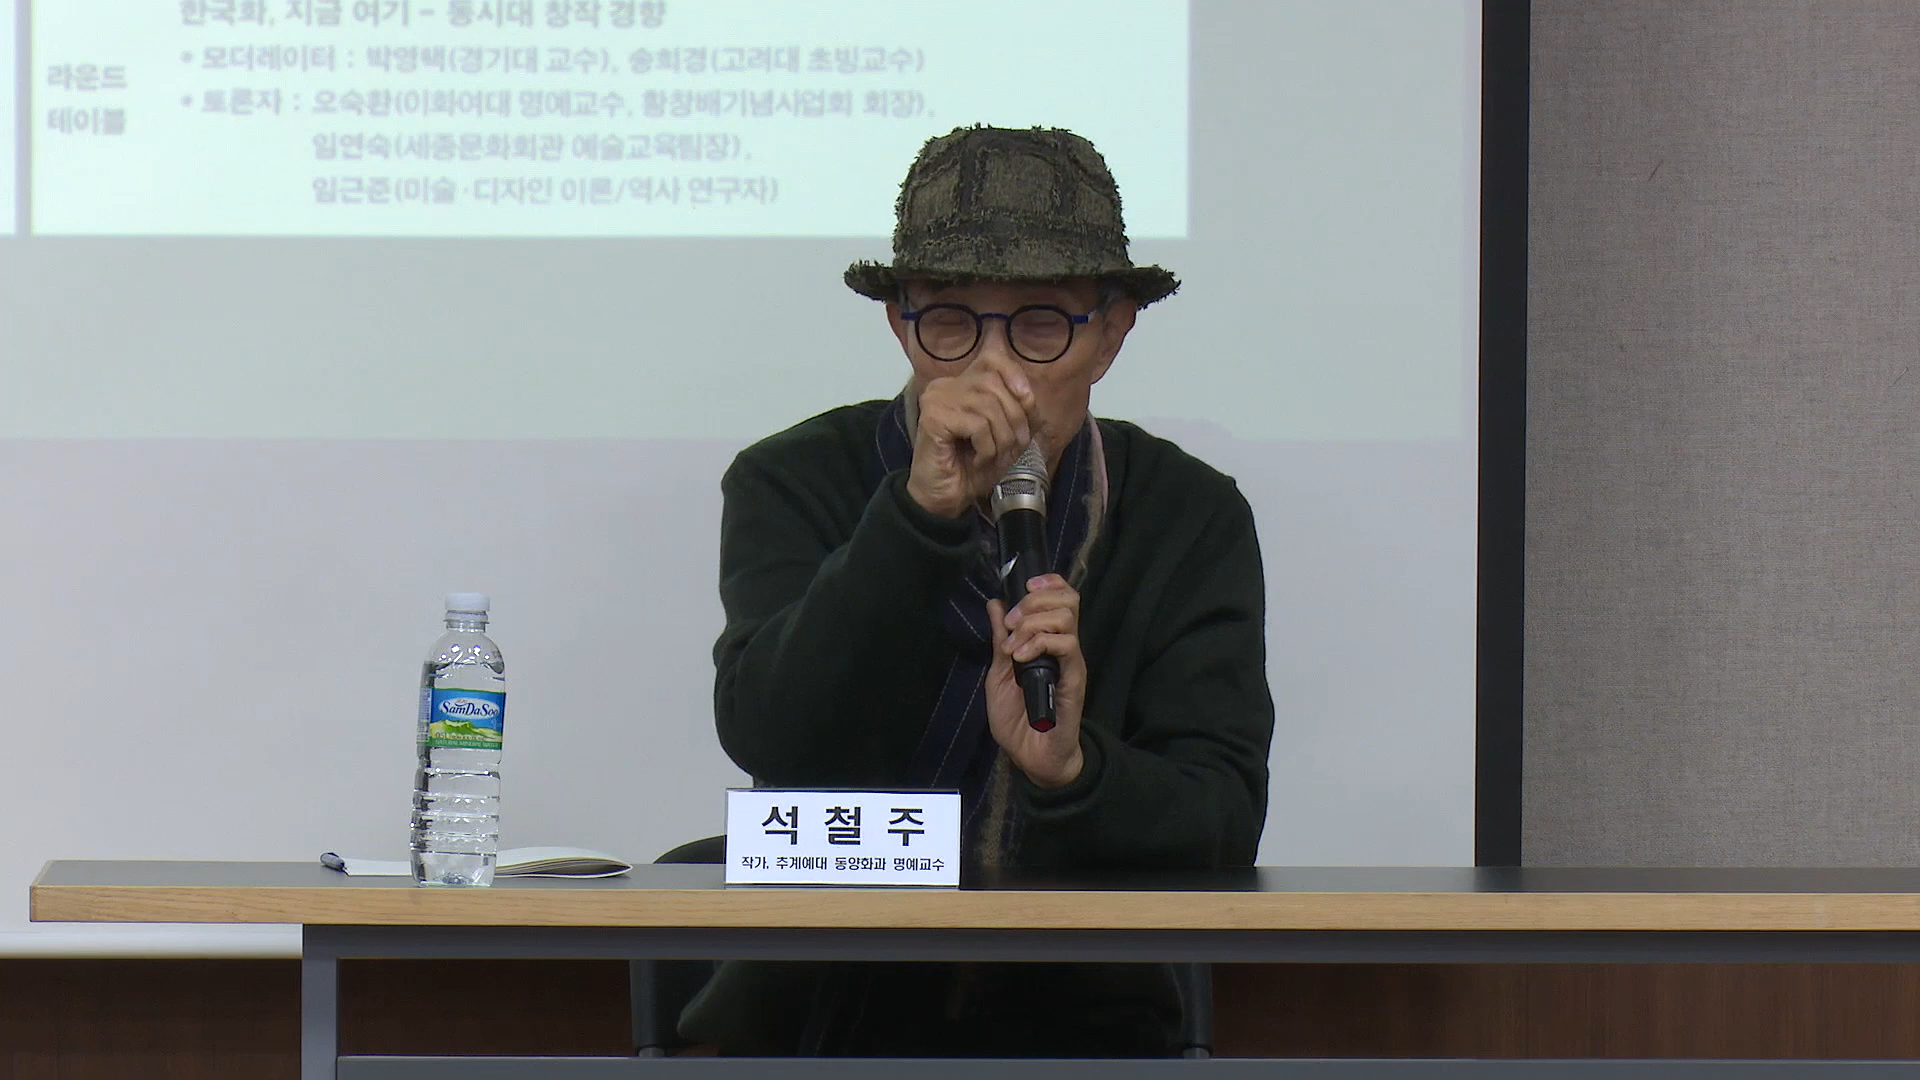 한국화, 지금 여기 - 동시대 창작 경향
• 모더레이터 : 박영택(경기대 교수), 송희경(고려대 초빙교수)
라운드
테이블
• 토론자 : 오숙환(이화여대 명예교수, 황창배기념사업회 회장),
임연숙(세종문화회관 예술교육팀장),
임근준(미술·디자인 이론/역사 연구자)
SamDaSoo
NATURAL MINERAL WATER
석철주
작가, 추계예대 동양화과 명예교수